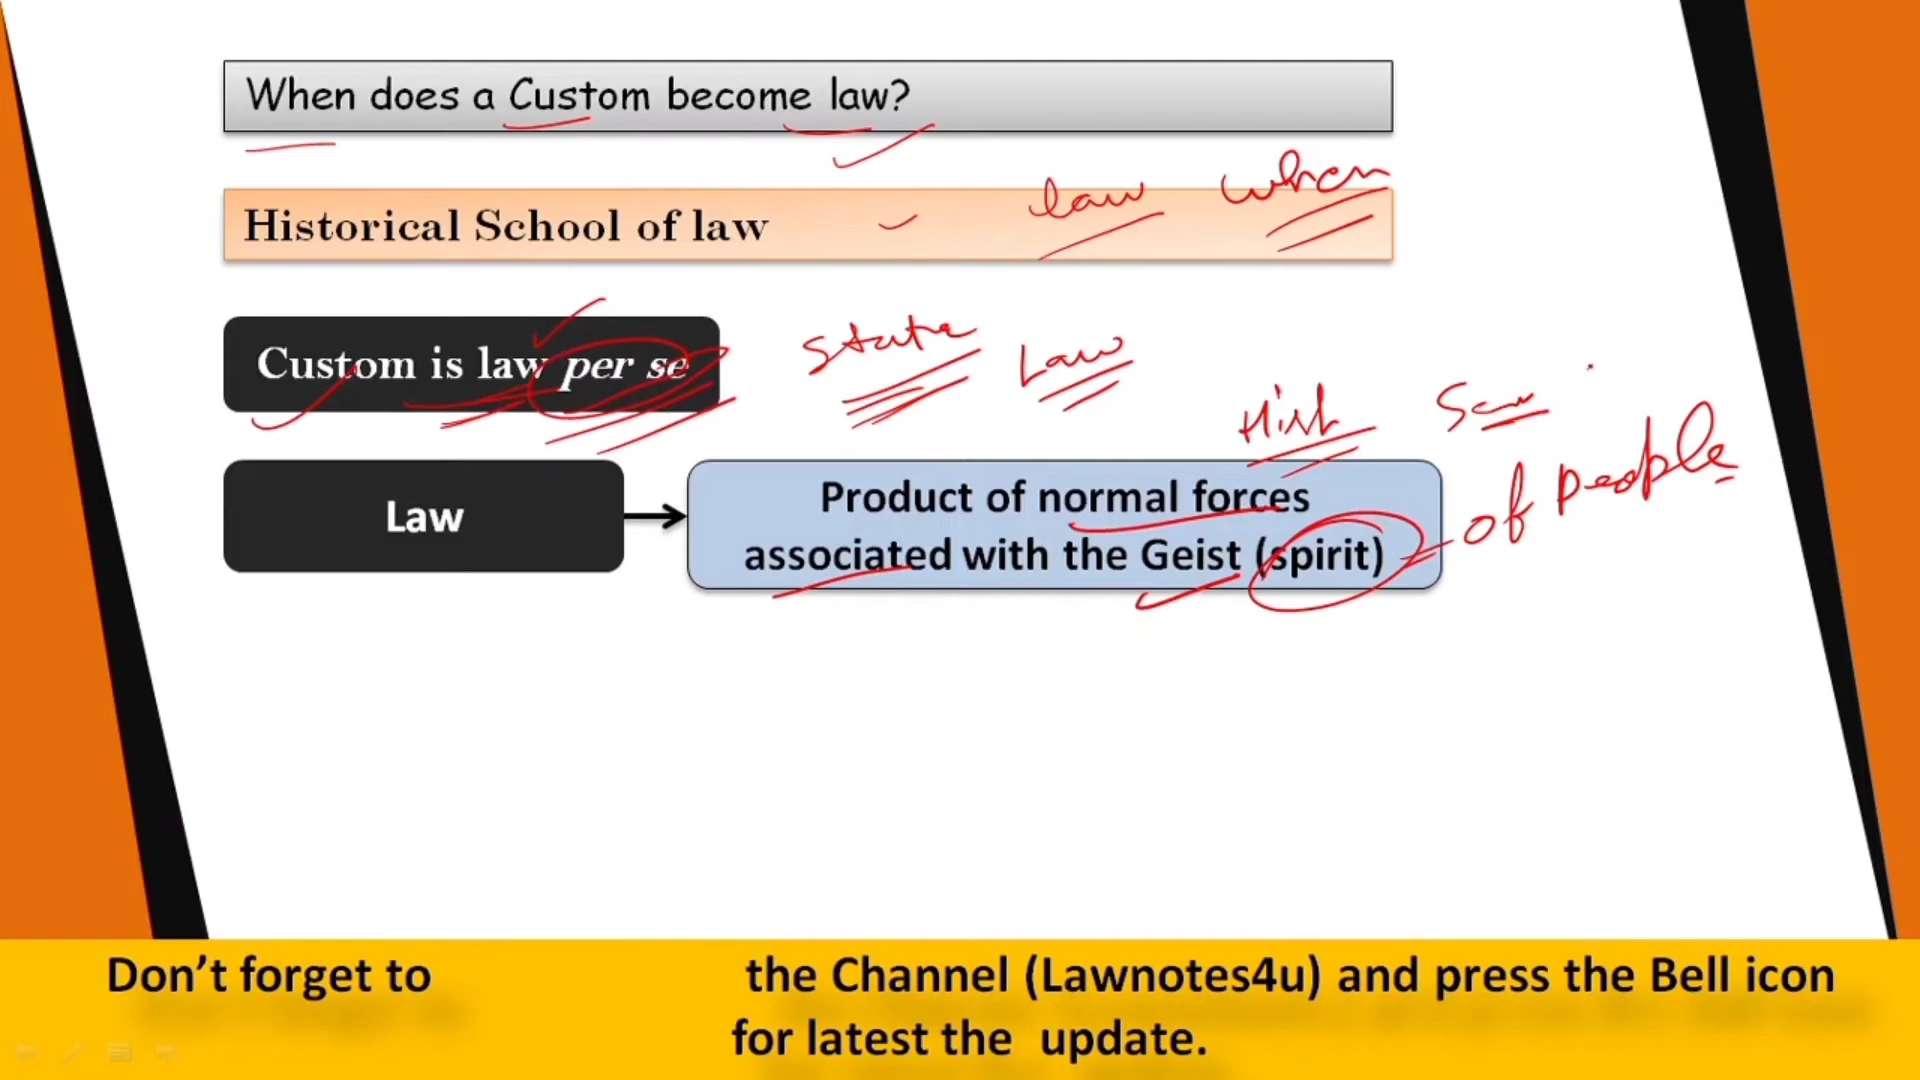 When does a Custom become law?
law when
Historical School of law
Custom is law per se
State Law
Hist
Law
Product of normal forces
associated with the Geist (spirit)
of people
Don't forget to the Channel (Lawnotes4u) and press the Bell icon
for latest the update.